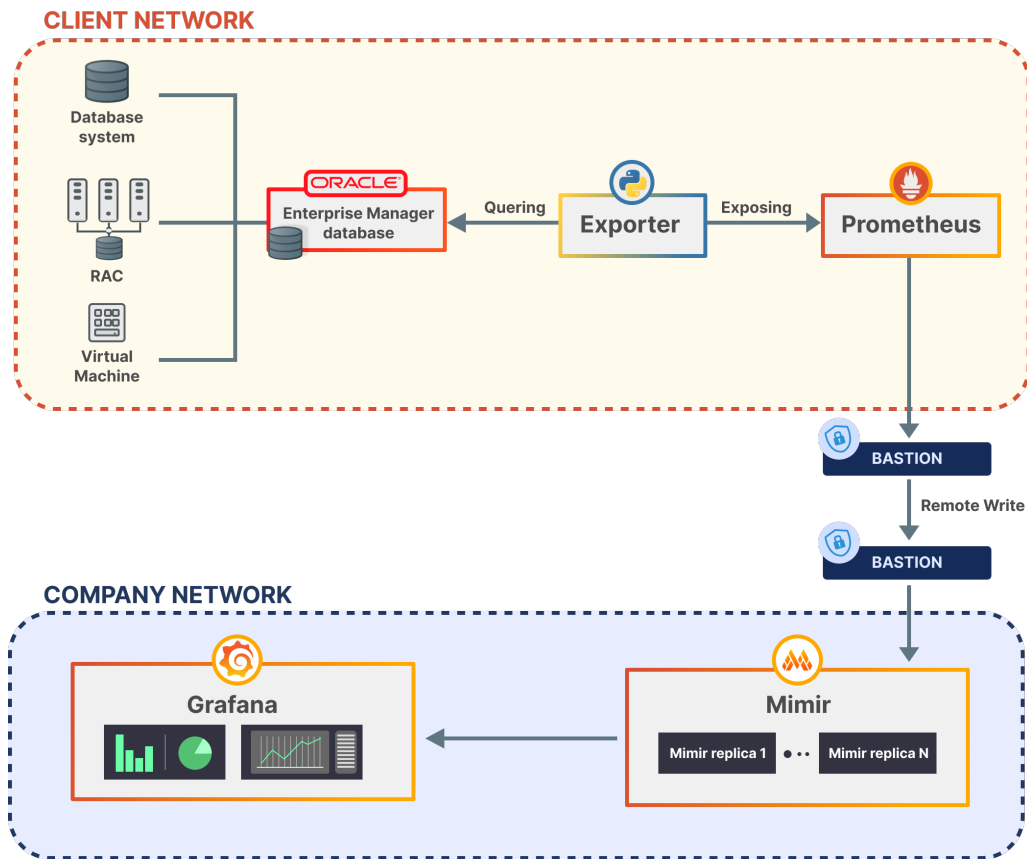 CLIENT NETWORK
Database
system
RAC
Virtual
Machine
ORACLE
Enterprise Manager
database
Quering
Exporter
Exposing
Prometheus
BASTION
Remote Write
BASTION
COMPANY NETWORK
Grafana
Mimir
Mimir replica 1
Mimir replica N